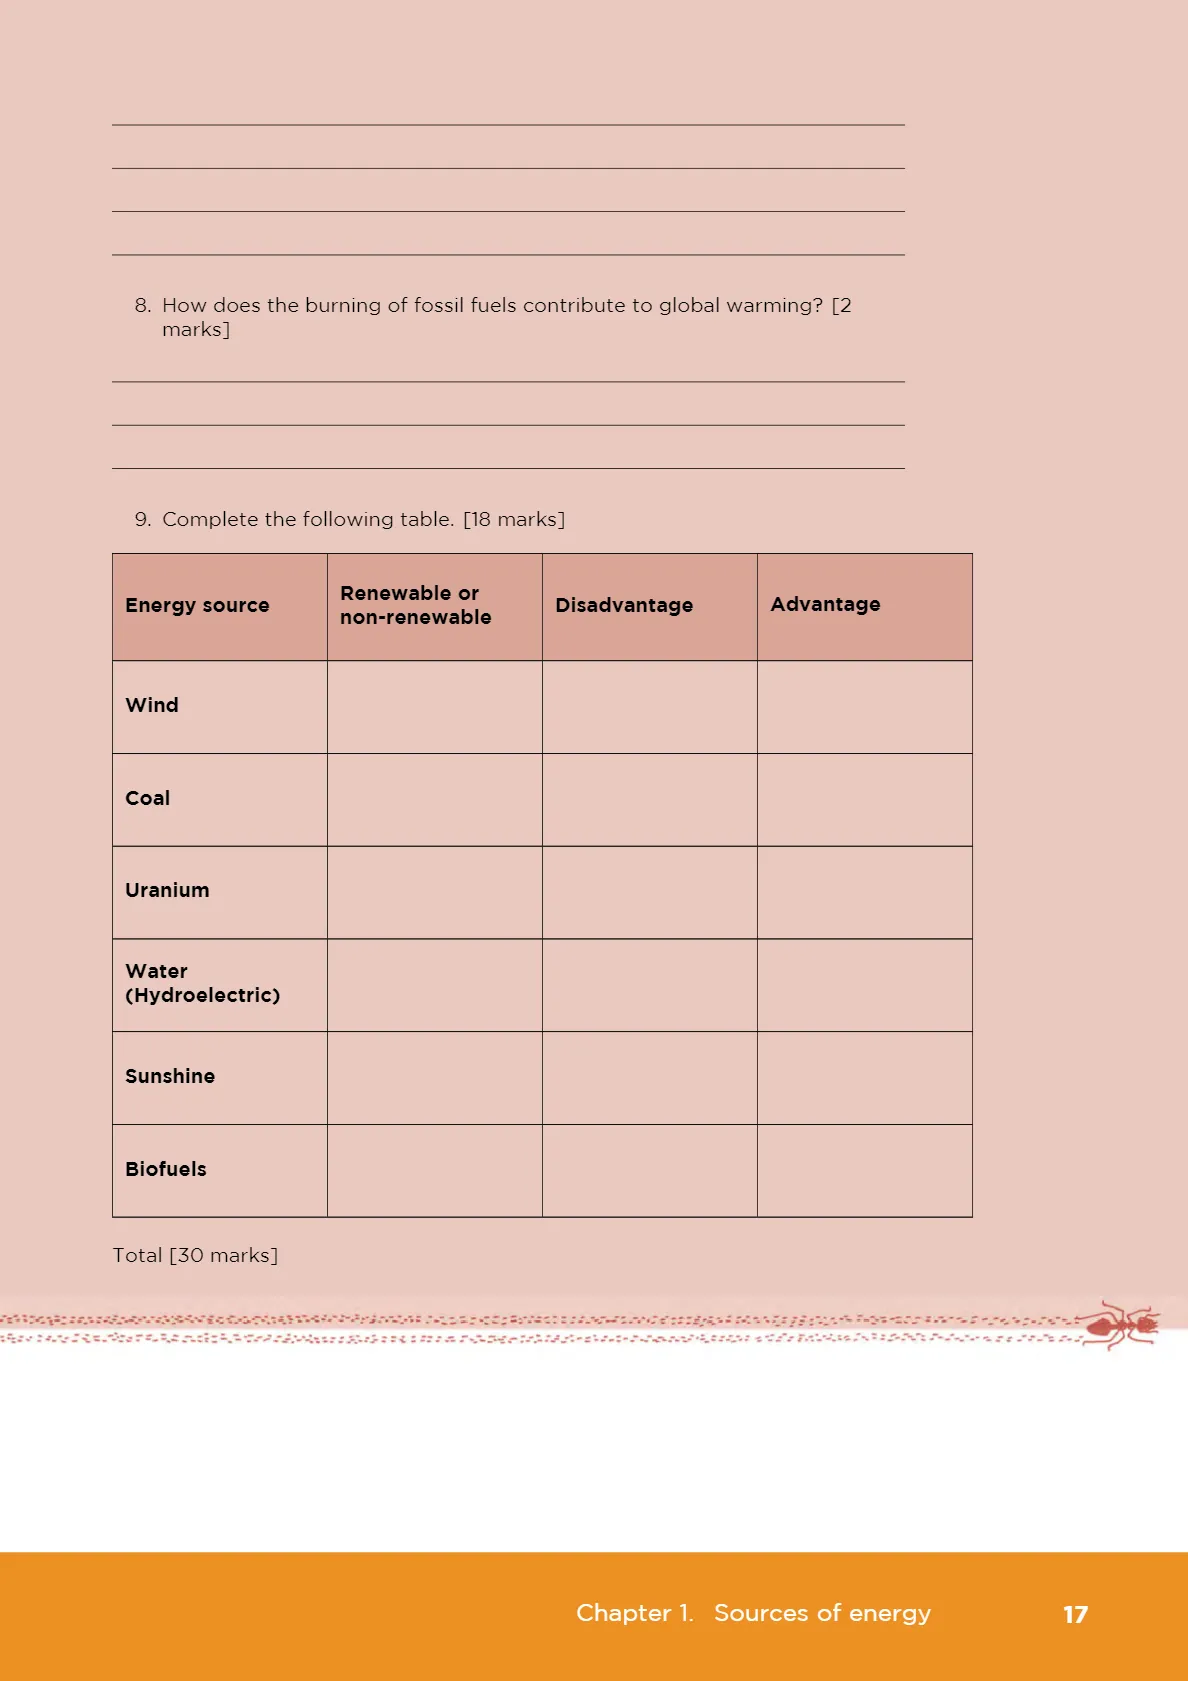 8. How does the burning of fossil fuels contribute to global warming? [2
marks]
9. Complete the following table. [18 marks]
Energy source
Renewable or
non-renewable
Disadvantage
Advantage
Wind
Coal
Uranium
Water
(Hydroelectric)
Sunshine
Biofuels
Total [30 marks]
Chapter 1. Sources of energy
17